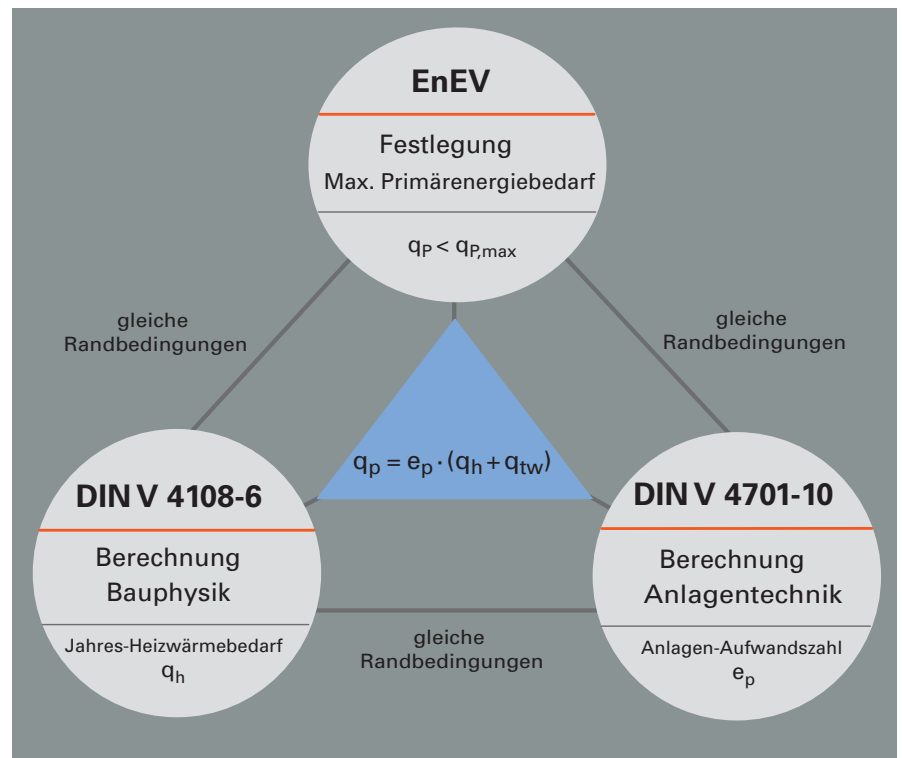 EnEV
Festlegung
Max. Primärenergiebedarf
qP < qP,max
gleiche
Randbedingungen
gleiche
Randbedingungen
qp = ep · (qh + qtw)
DIN V 4108-6
Berechnung
Bauphysik
Jahres-Heizwärmebedarf
qh
DIN V 4701-10
Berechnung
Anlagentechnik
Anlagen-Aufwandszahl
ep
gleiche
Randbedingungen